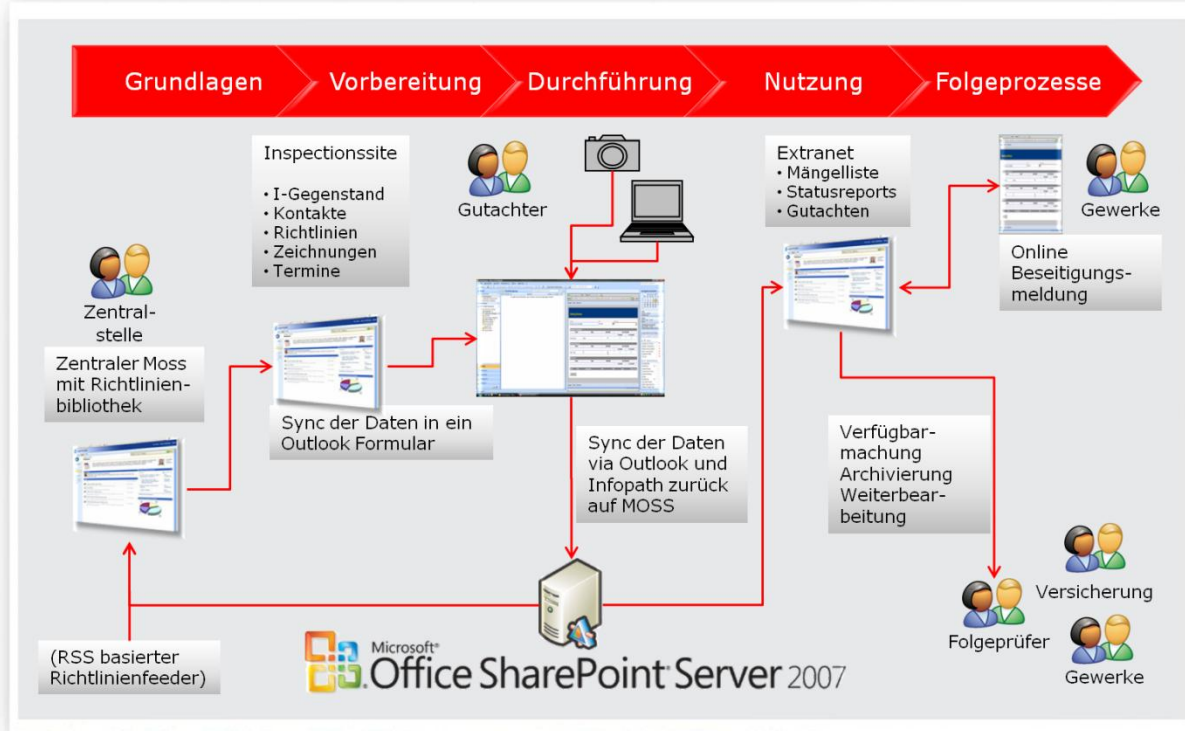 Grundlagen
Vorbereitung
Durchführung
Nutzung
Folgeprozesse
Zentral-
stelle
Zentraler Moss
mit Richtlinien-
bibliothek
(RSS basierter
Richtlinienfeeder)
Inspectionssite
• I-Gegenstand
• Kontakte
• Richtlinien
• Zeichnungen
• Termine
Sync der Daten in ein
Outlook Formular
Gutachter
Sync der Daten
via Outlook und
Infopath zurück
auf MOSS
Microsoft®
Office SharePoint® Server 2007
Extranet
• Mängelliste
• Statusreports
• Gutachten
Gewerke
Online
Beseitigungs-
meldung
Verfügbar-
machung
Archivierung
Weiterbear-
beitung
Versicherung
Folgeprüfer
Gewerke